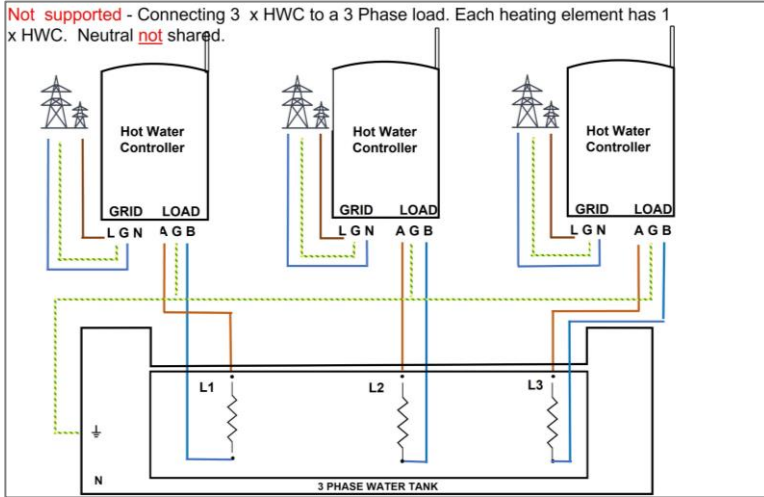 Not supported - Connecting 3 x HWC to a 3 Phase load. Each heating element has 1
x HWC. Neutral not shared.
Hot Water
Controller
GRID LOAD
L G N A G B
Hot Water
Controller
GRID LOAD
L G N A G B
Hot Water
Controller
GRID LOAD
L G N A G B
L1
L2
L3
N
3 PHASE WATER TANK